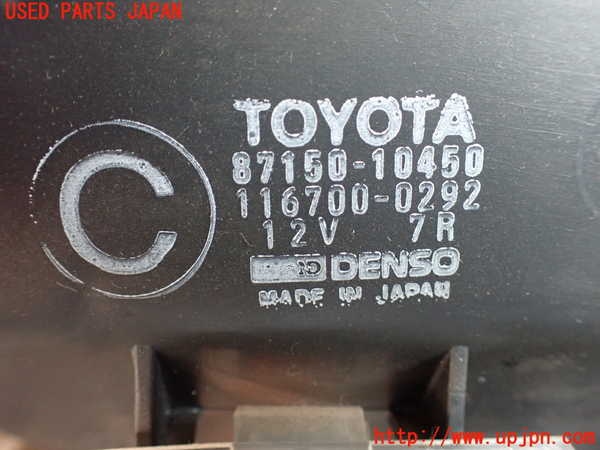 USED PARTS JAPAN
TOYOTA
87150-10450
116700-0292
12V 7R
C
DENSO
MADE IN JAPAN
http://www.upjpn.com/